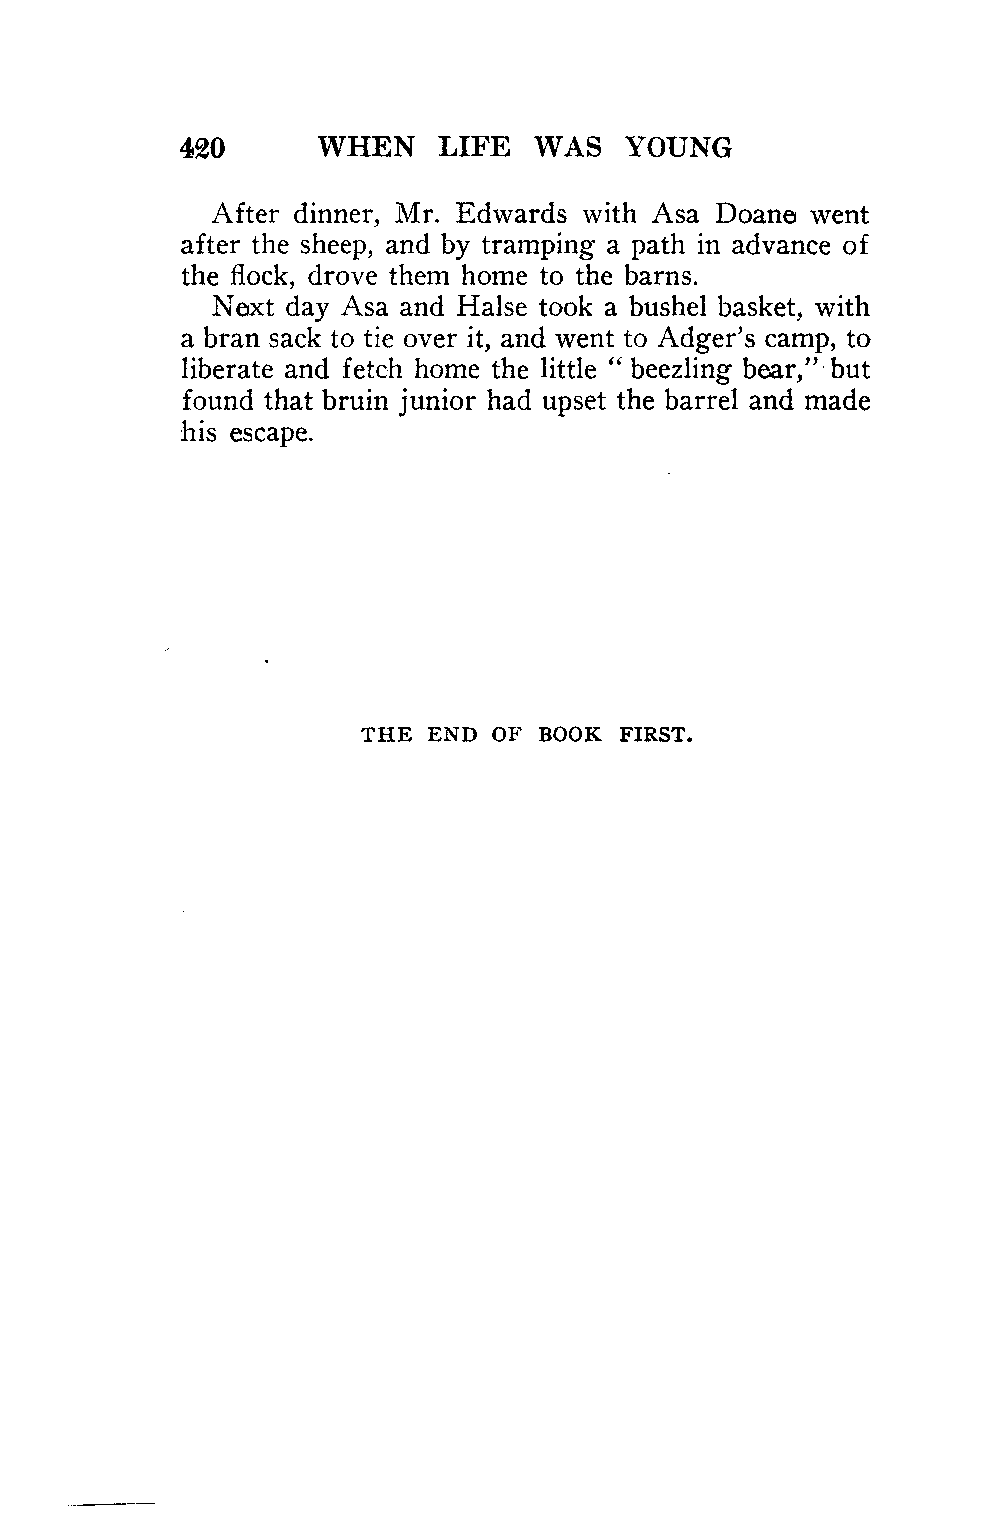 420 WHEN LIFE WAS YOUNG
After dinner, Mr. Edwards with Asa Doane went
after the sheep, and by tramping a path in advance of
the flock, drove them home to the barns.
Next day Asa and Halse took a bushel basket, with
a bran sack to tie over it, and went to Adger's camp, to
liberate and fetch home the little " beezling bear," but
found that bruin junior had upset the barrel and made
his escape.
THE END OF BOOK FIRST.